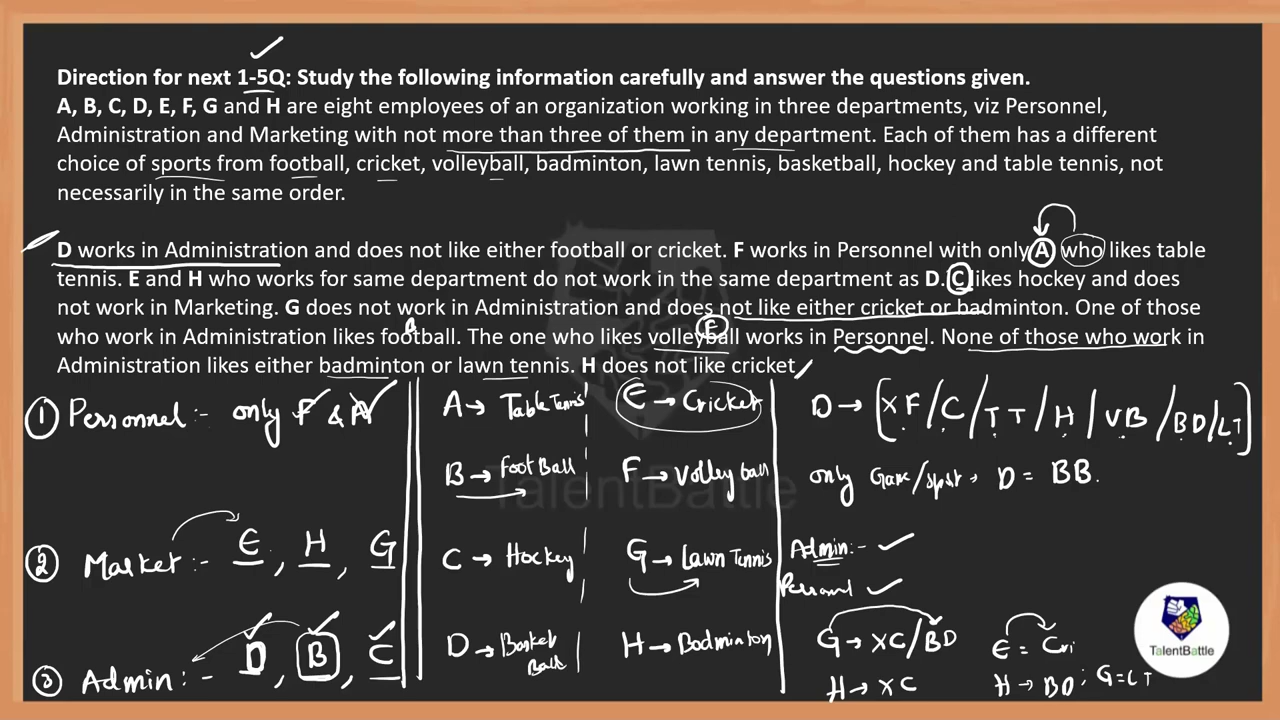 Direction for next 1-5Q: Study the following information carefully and answer the questions given.
A, B, C, D, E, F, G and H are eight employees of an organization working in three departments, viz Personnel,
Administration and Marketing with not more than three of them in any department. Each of them has a different
choice of sports from football, cricket, volleyball, badminton, lawn tennis, basketball, hockey and table tennis, not
necessarily in the same order.
D works in Administration and does not like either football or cricket. F works in Personnel with only A who likes table
tennis. E and H who works for same department do not work in the same department as D. C likes hockey and does
not work in Marketing. G does not work in Administration and does not like either cricket or badminton. One of those
who work in Administration likes football. The one who likes volleyball works in Personnel. None of those who work in
Administration likes either badminton or lawn tennis. H does not like cricket
① Personnel :- only F & A
② Market :- E, H, G
③ Admin :- D, B, C
A → Table Tennis
B → Foot Ball
C → Hockey
D → Basket Ball
E → Cricket
F → Volley ball
G → Lawn Tennis
H → Badminton
D → [XF / C / TT / H / VB / BD / LT]
only Game/sport → D = BB.
Admin :- ✓
Personl ✓
G → XC/BD
H → XC
E = Cri
H → BD ; G = LT
TalentBattle
TalentBattle